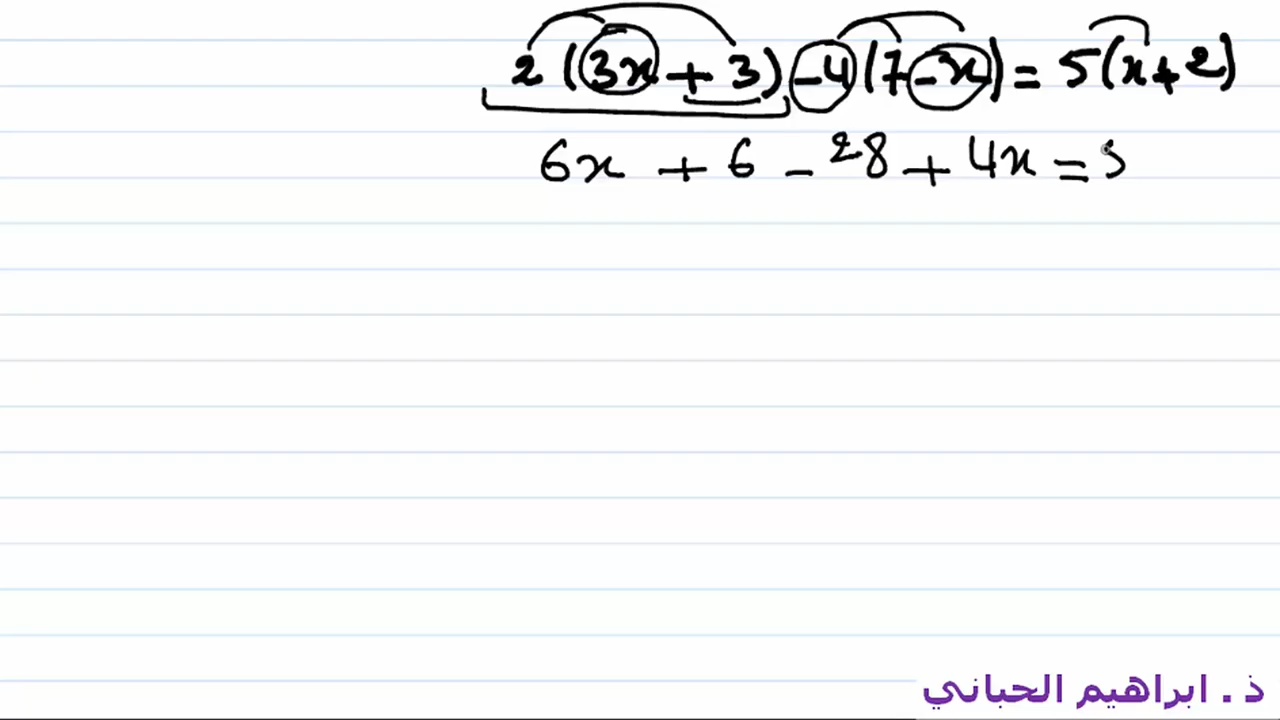 2(3x + 3) - 4(7 - x) = 5(x + 2)
6x + 6 - 28 + 4x = 5
ذ . ابراهيم الحباني